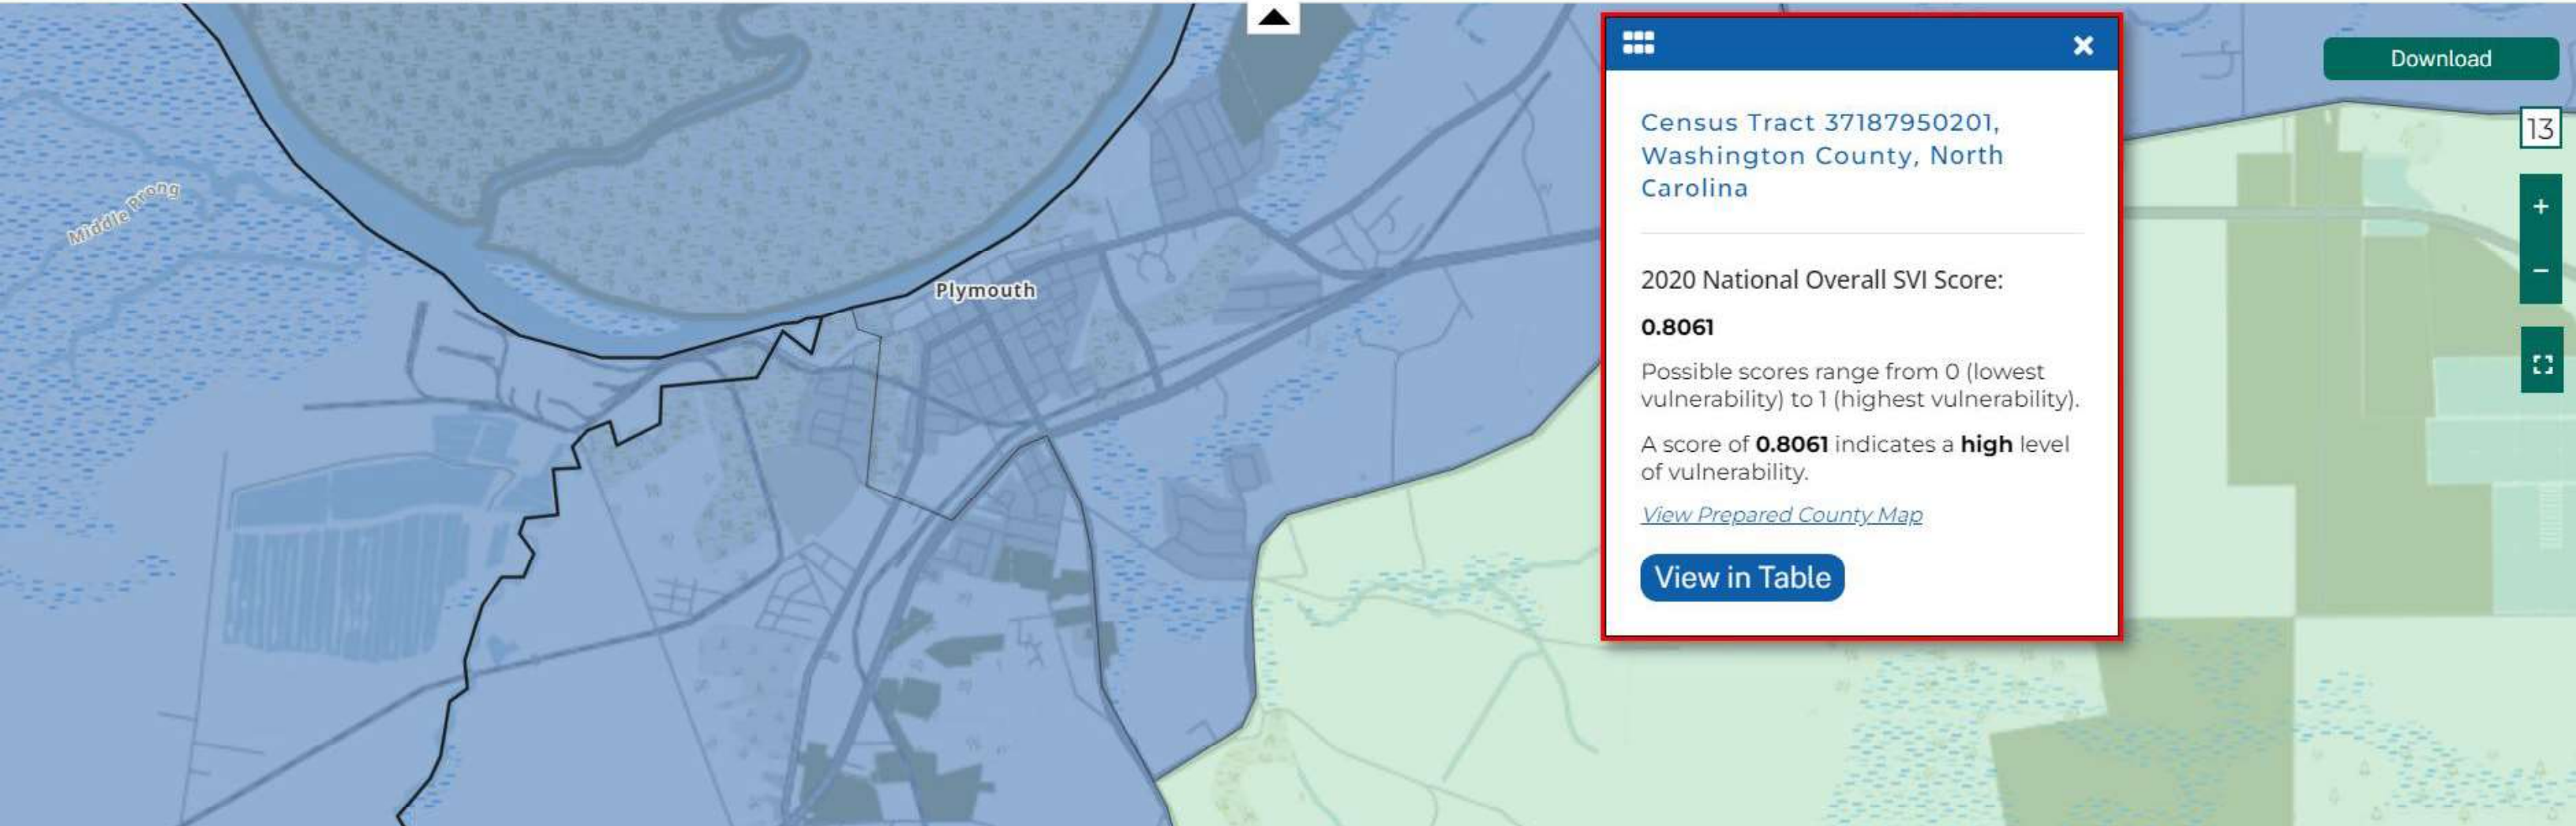 Download
13
+
−
Middle Prong
Plymouth
Census Tract 37187950201,
Washington County, North
Carolina
2020 National Overall SVI Score:
0.8061
Possible scores range from 0 (lowest
vulnerability) to 1 (highest vulnerability).
A score of 0.8061 indicates a high level
of vulnerability.
View Prepared County Map
View in Table